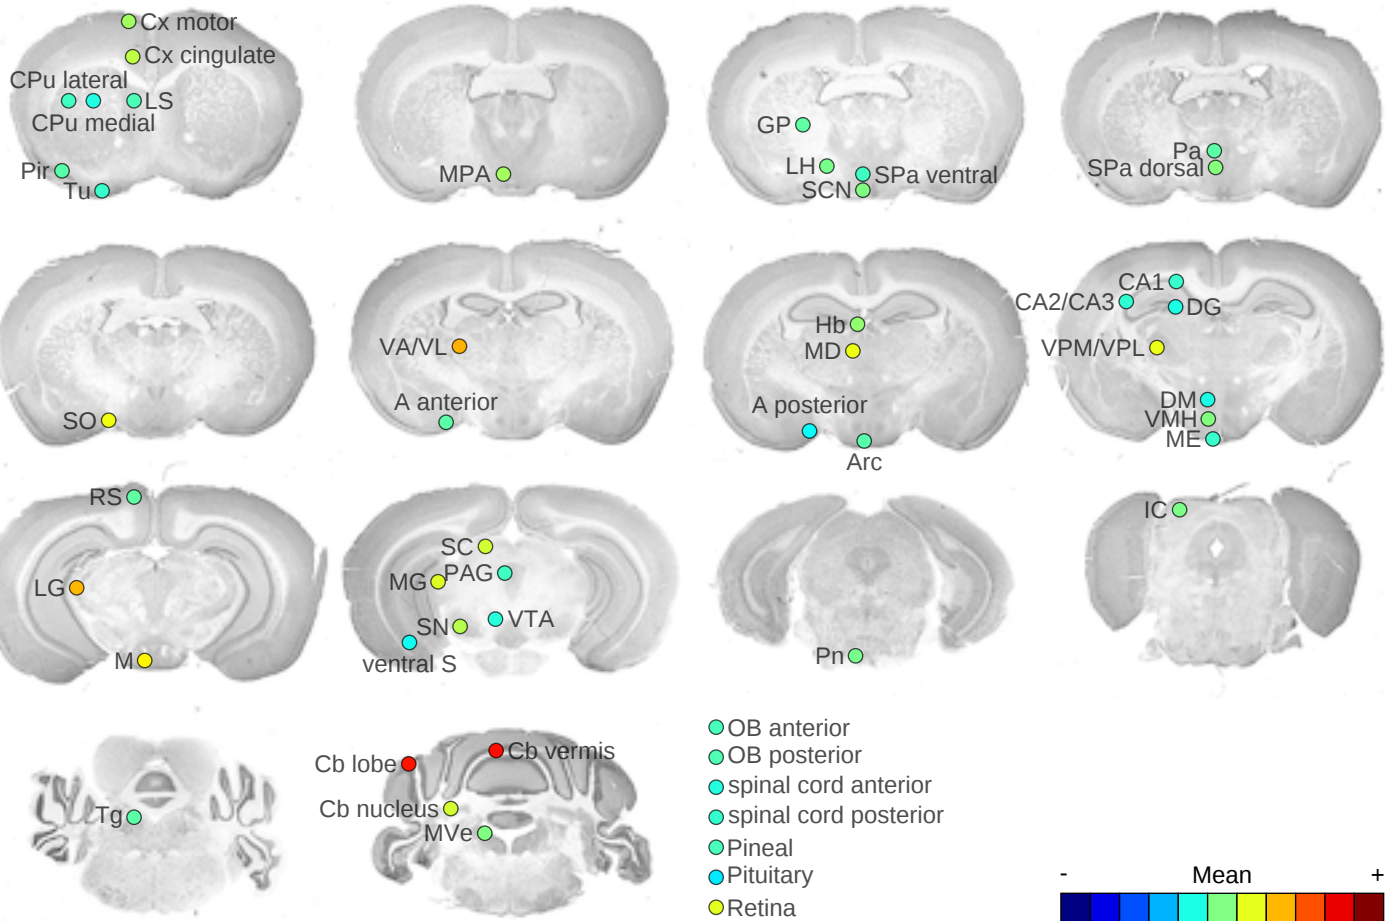 Cx motor
Cx cingulate
CPu lateral
LS
CPu medial
Pir
Tu
MPA
GP
LH
SPa ventral
SCN
Pa
SPa dorsal
SO
VA/VL
A anterior
Hb
MD
A posterior
Arc
CA1
CA2/CA3
DG
VPM/VPL
DM
VMH
ME
RS
LG
M
SC
MG
PAG
SN
VTA
ventral S
Pn
IC
Tg
Cb lobe
Cb vermis
Cb nucleus
MVe
OB anterior
OB posterior
spinal cord anterior
spinal cord posterior
Pineal
Pituitary
Retina
- Mean +